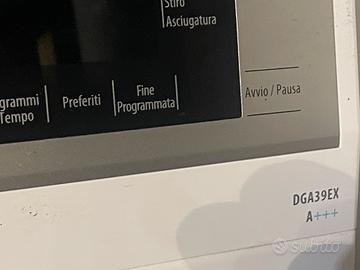 Stiro
Asciugatura
Preferiti
Fine
Programmata
Avvio / Pausa
grammi
Tempo
DGA39EX
A+++
subito